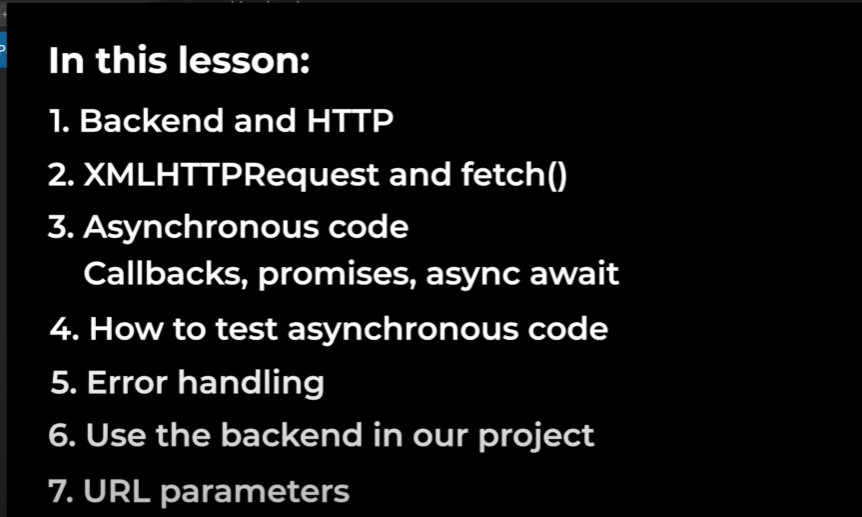 In this lesson:
1. Backend and HTTP
2. XMLHTTPRequest and fetch()
3. Asynchronous code
Callbacks, promises, async await
4. How to test asynchronous code
5. Error handling
6. Use the backend in our project
7. URL parameters